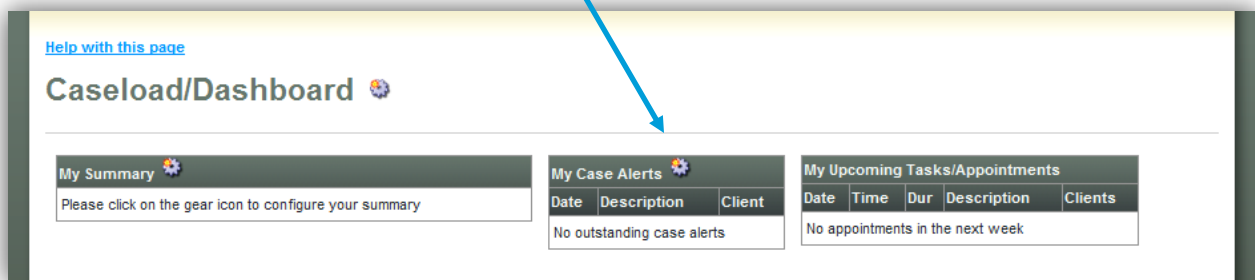 Help with this page
Caseload/Dashboard
My Summary
Please click on the gear icon to configure your summary
My Case Alerts
Date Description Client
No outstanding case alerts
My Upcoming Tasks/Appointments
Date Time Dur Description Clients
No appointments in the next week